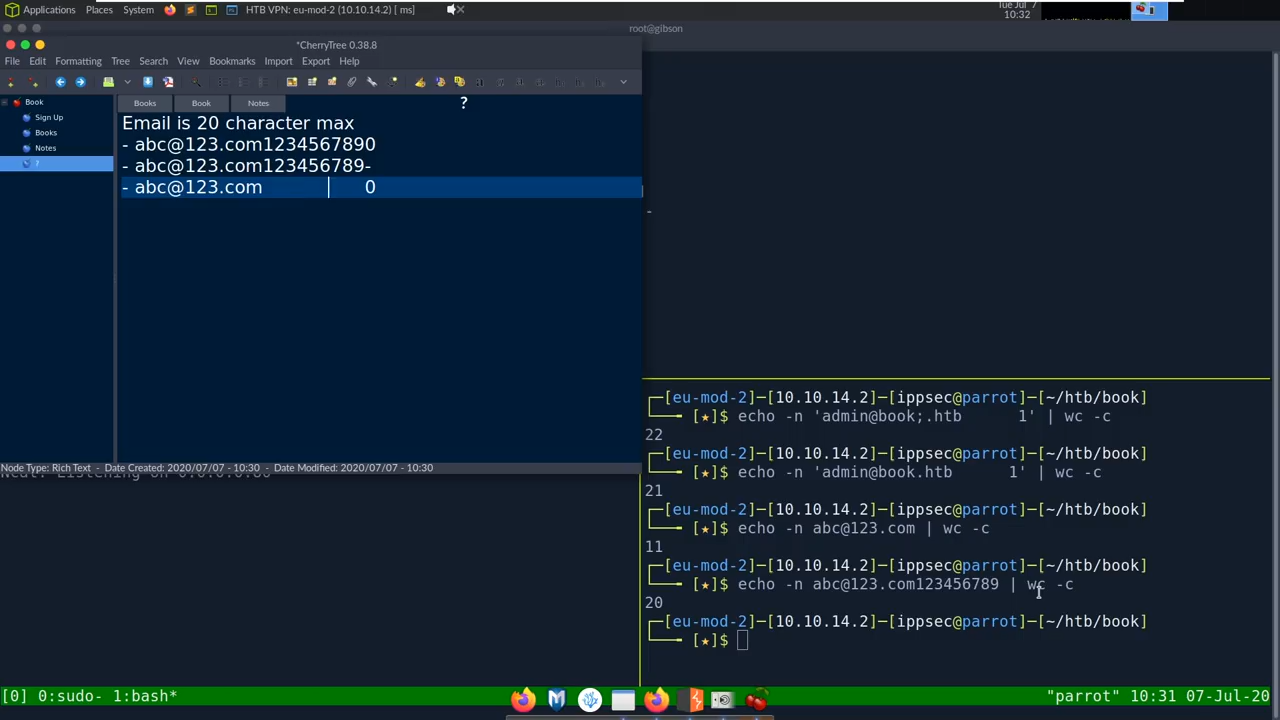 Applications Places System HTB VPN: eu-mod-2 (10.10.14.2) [ ms]
Tue Jul 7
10:32
root@gibson
*CherryTree 0.38.8
File Edit Formatting Tree Search View Bookmarks Import Export Help
Books Book Notes ?
Book
Sign Up
Books
Notes
?
Email is 20 character max
- abc@123.com1234567890
- abc@123.com123456789-
- abc@123.com 0
Node Type: Rich Text - Date Created: 2020/07/07 - 10:30 - Date Modified: 2020/07/07 - 10:30
-
[eu-mod-2]─[10.10.14.2]─[ippsec@parrot]─[~/htb/book]
[★]$ echo -n 'admin@book;.htb      1' | wc -c
22
[eu-mod-2]─[10.10.14.2]─[ippsec@parrot]─[~/htb/book]
[★]$ echo -n 'admin@book.htb      1' | wc -c
21
[eu-mod-2]─[10.10.14.2]─[ippsec@parrot]─[~/htb/book]
[★]$ echo -n abc@123.com | wc -c
11
[eu-mod-2]─[10.10.14.2]─[ippsec@parrot]─[~/htb/book]
[★]$ echo -n abc@123.com123456789 | wc -c
20
[eu-mod-2]─[10.10.14.2]─[ippsec@parrot]─[~/htb/book]
[★]$
[0] 0:sudo- 1:bash* "parrot" 10:31 07-Jul-20